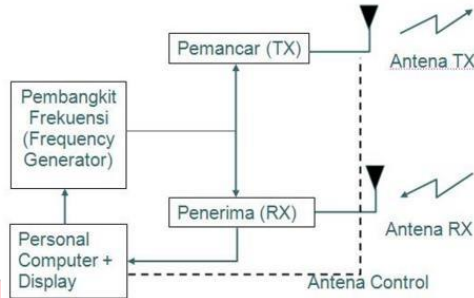 Pemancar (TX)
Antena TX
Pembangkit
Frekuensi
(Frequency
Generator)
Penerima (RX)
Antena RX
Personal
Computer +
Display
Antena Control